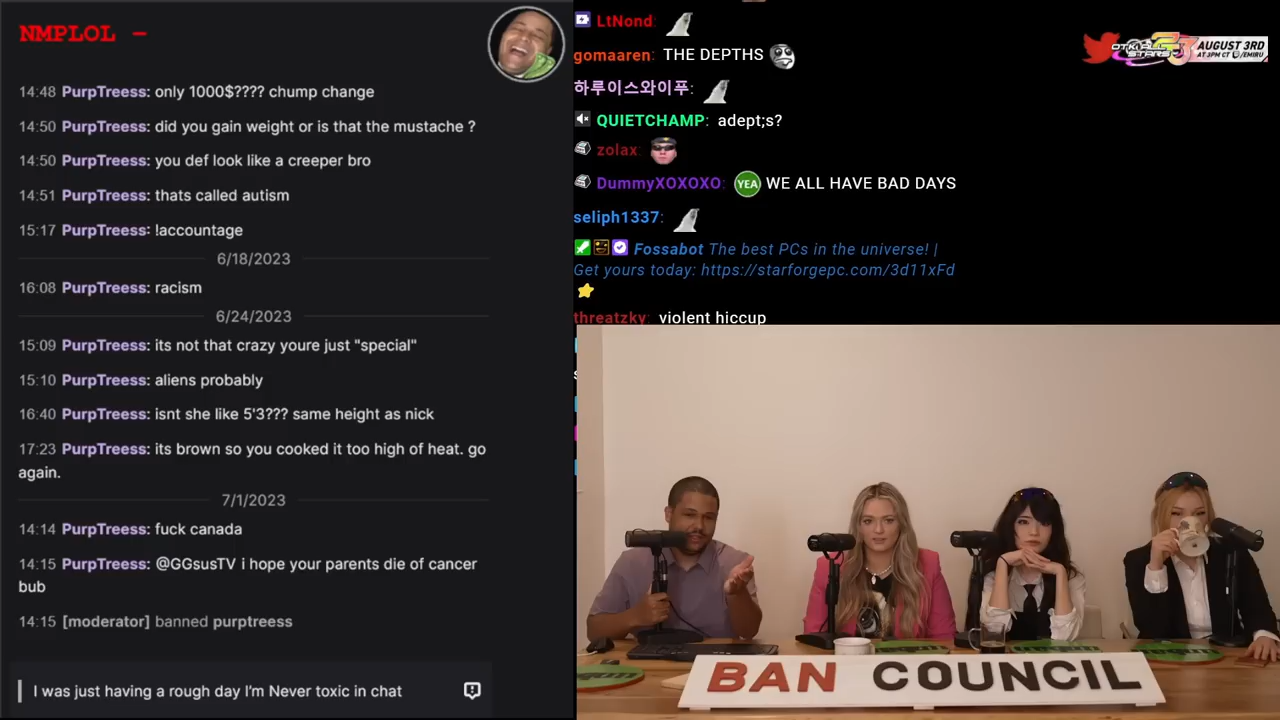 NMPLOL -
14:48 PurpTreess: only 1000$???? chump change
14:50 PurpTreess: did you gain weight or is that the mustache ?
14:50 PurpTreess: you def look like a creeper bro
14:51 PurpTreess: thats called autism
15:17 PurpTreess: !accountage
6/18/2023
16:08 PurpTreess: racism
6/24/2023
15:09 PurpTreess: its not that crazy youre just "special"
15:10 PurpTreess: aliens probably
16:40 PurpTreess: isnt she like 5'3??? same height as nick
17:23 PurpTreess: its brown so you cooked it too high of heat. go
again.
7/1/2023
14:14 PurpTreess: fuck canada
14:15 PurpTreess: @GGsusTV i hope your parents die of cancer
bub
14:15 [moderator] banned purptreess
I was just having a rough day I'm Never toxic in chat
LtNond:
gomaaren: THE DEPTHS
하루이스와이푸:
QUIETCHAMP: adept;s?
zolax:
DummyXOXOXO: YEA WE ALL HAVE BAD DAYS
seliph1337:
Fossabot The best PCs in the universe! |
Get yours today: https://starforgepc.com/3d11xFd
threatzky: violent hiccup
OTK ALL
STARS
AUGUST 3RD
AT 3PM CT /EMIRU
BAN COUNCIL